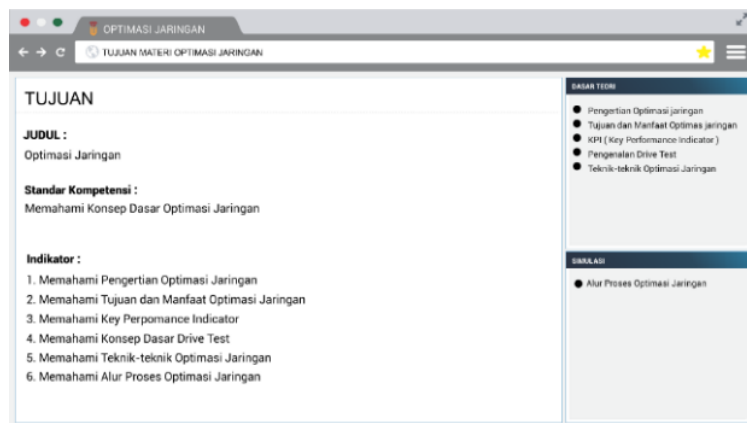 OPTIMASI JARINGAN
TUJUAN MATERI OPTIMASI JARINGAN
TUJUAN
JUDUL :
Optimasi Jaringan
Standar Kompetensi :
Memahami Konsep Dasar Optimasi Jaringan
Indikator :
1. Memahami Pengertian Optimasi Jaringan
2. Memahami Tujuan dan Manfaat Optimasi Jaringan
3. Memahami Key Perpomance Indicator
4. Memahami Konsep Dasar Drive Test
5. Memahami Teknik-teknik Optimasi Jaringan
6. Memahami Alur Proses Optimasi Jaringan
DASAR TEORI
Pengertian Optimasi jaringan
Tujuan dan Manfaat Optimas jaringan
KPI ( Key Performance Indicator )
Pengenalan Drive Test
Teknik-teknik Optimasi Jaringan
SIMULASI
Alur Proses Optimasi Jaringan